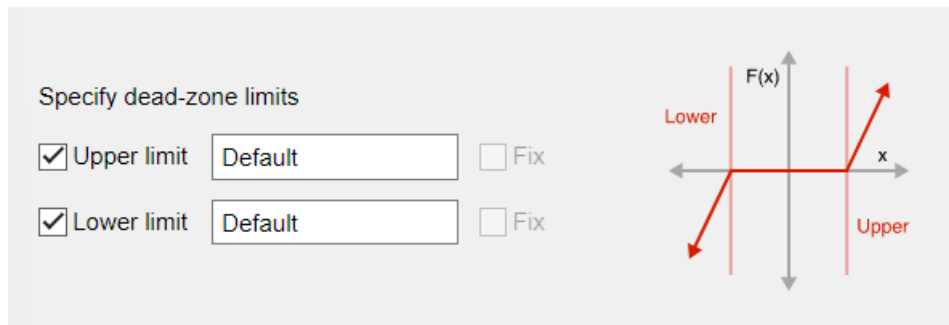 Specify dead-zone limits
Upper limit Default Fix
Lower limit Default Fix
F(x)
Lower
x
Upper